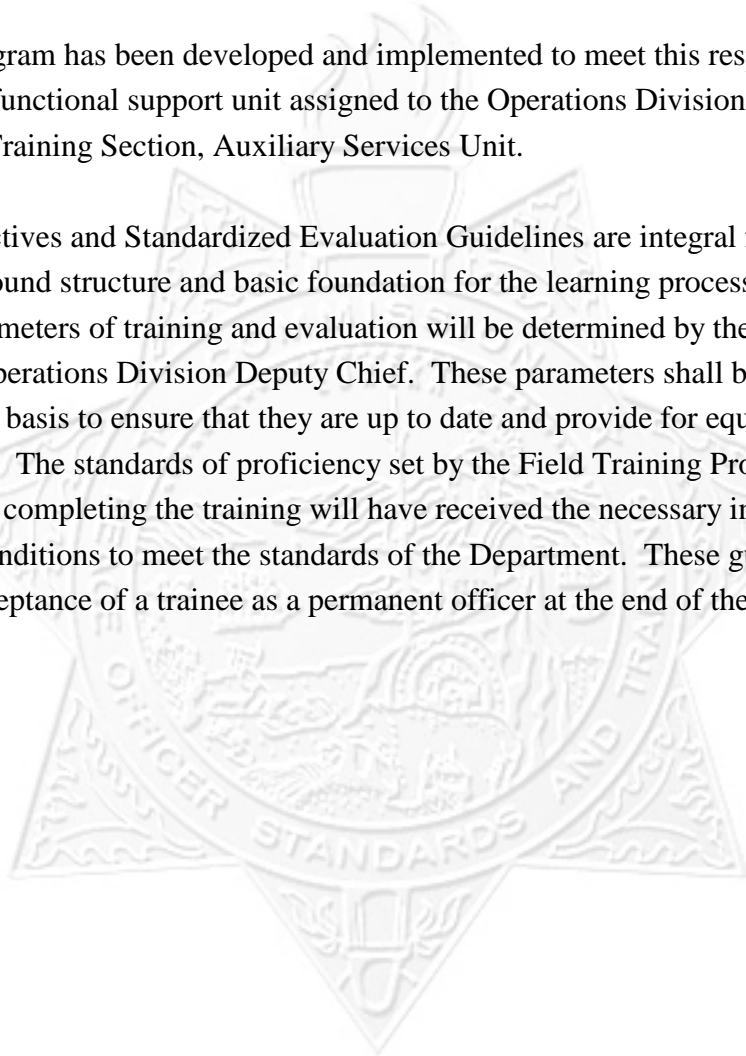 gram has been developed and implemented to meet this res
functional support unit assigned to the Operations Division
Training Section, Auxiliary Services Unit.
ctives and Standardized Evaluation Guidelines are integral
ound structure and basic foundation for the learning process
meters of training and evaluation will be determined by the
perations Division Deputy Chief. These parameters shall b
basis to ensure that they are up to date and provide for equ
The standards of proficiency set by the Field Training Pro
completing the training will have received the necessary in
nditions to meet the standards of the Department. These gu
eptance of a trainee as a permanent officer at the end of the
MISSION
OFFICER STANDARDS AND TRA